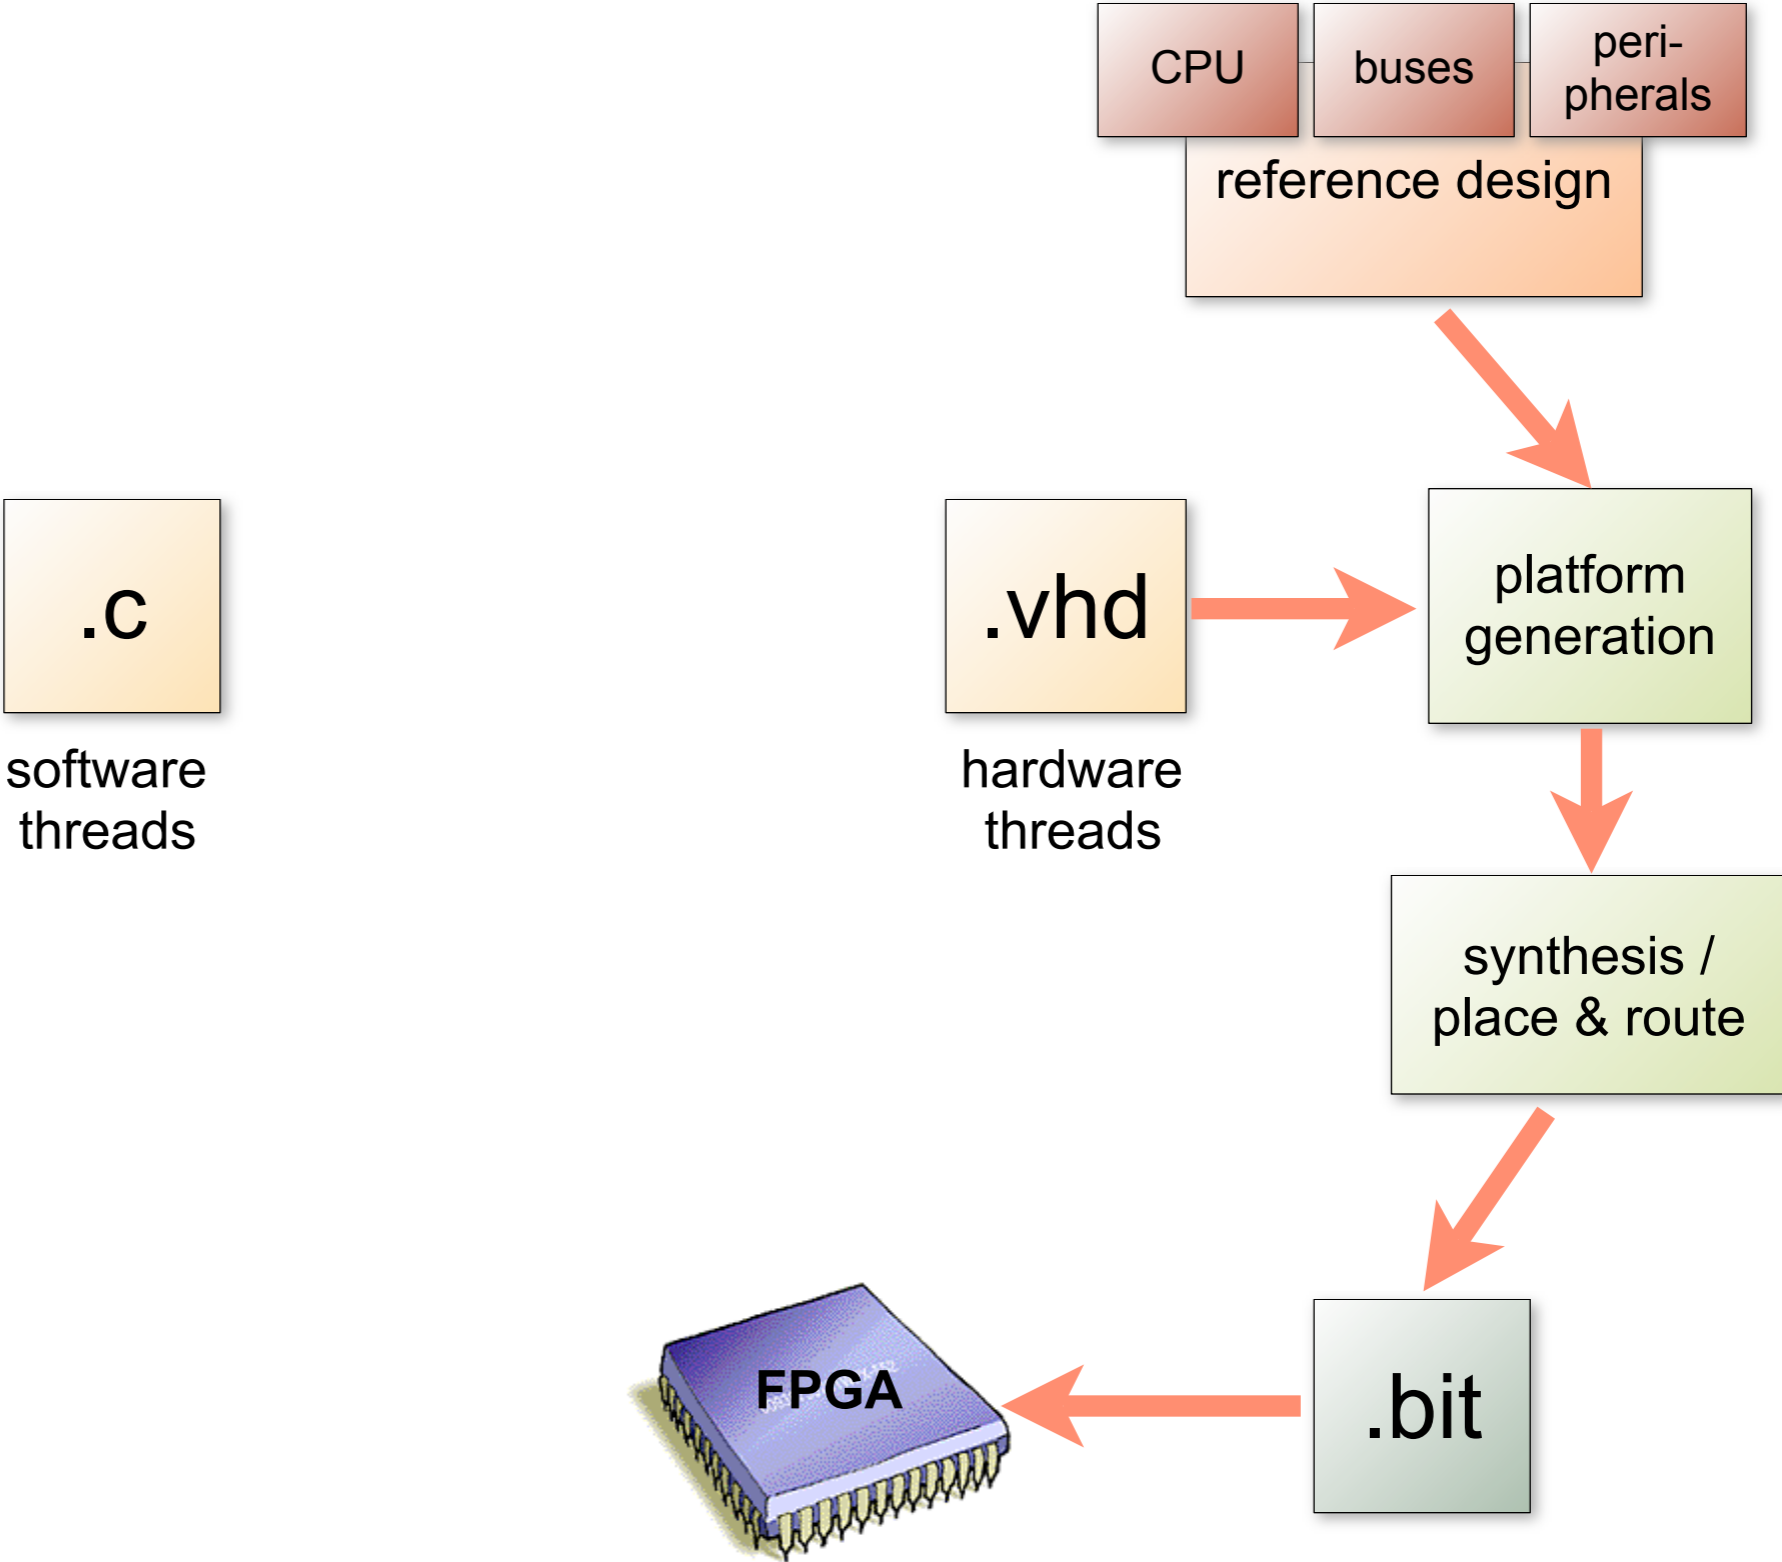 CPU
buses
peri-
pherals
reference design
.c
software
threads
.vhd
hardware
threads
platform
generation
synthesis /
place & route
.bit
FPGA